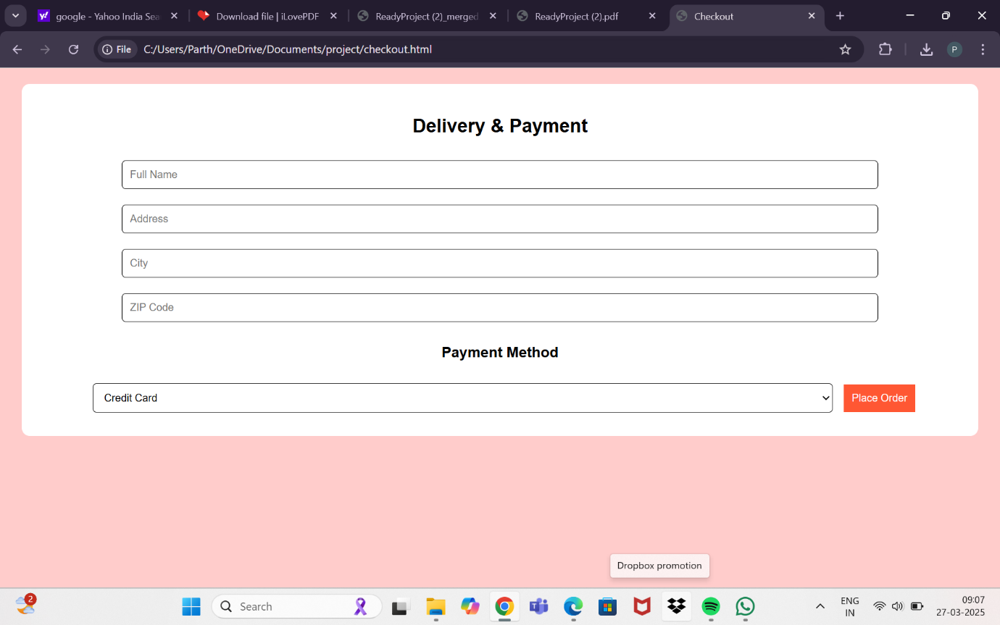 google - Yahoo India Sea
Download file | iLovePDF
ReadyProject (2)_merged
ReadyProject (2).pdf
Checkout
File
C:/Users/Parth/OneDrive/Documents/project/checkout.html
P
Delivery & Payment
Full Name
Address
City
ZIP Code
Payment Method
Credit Card
Place Order
Dropbox promotion
2
Search
ENG
IN
09:07
27-03-2025